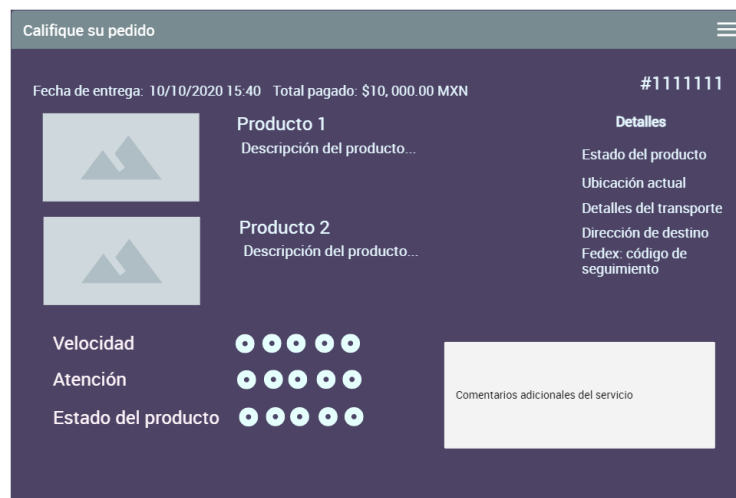 Califique su pedido
#1111111
Fecha de entrega: 10/10/2020 15:40 Total pagado: $10, 000.00 MXN
Producto 1
Descripción del producto...
Producto 2
Descripción del producto...
Detalles
Estado del producto
Ubicación actual
Detalles del transporte
Dirección de destino
Fedex: código de
seguimiento
Velocidad
Atención
Estado del producto
Comentarios adicionales del servicio